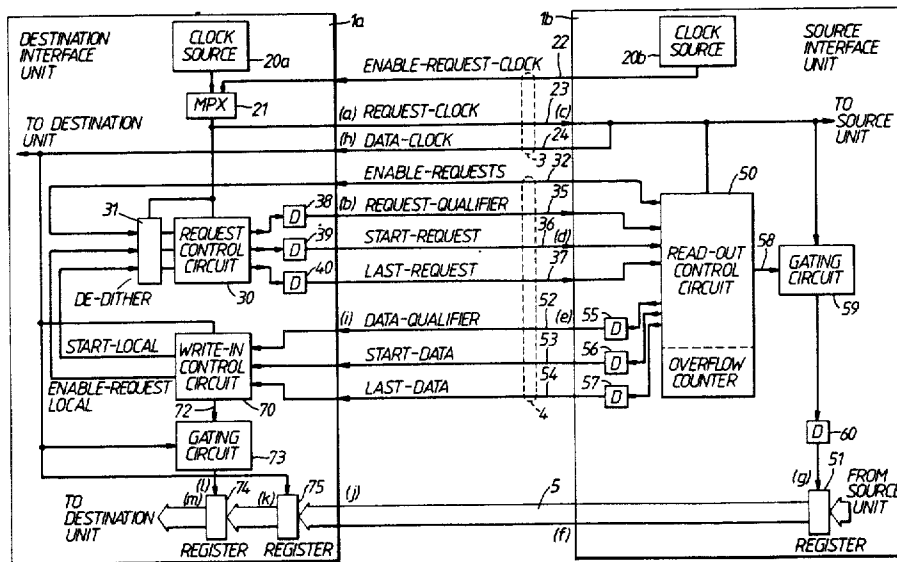 1a
DESTINATION
INTERFACE
UNIT
CLOCK
SOURCE
20a
MPX
21
TO DESTINATION
UNIT
1b
CLOCK
SOURCE
20b
SOURCE
INTERFACE
UNIT
22
ENABLE-REQUEST-CLOCK
23
(a) REQUEST-CLOCK (c)
24
(h) DATA-CLOCK
3
TO
SOURCE
UNIT
32
ENABLE-REQUESTS
50
31
38
D
(b) REQUEST-QUALIFIER
35
REQUEST
CONTROL
CIRCUIT
30
39
D
START-REQUEST
36
(d)
40
D
LAST-REQUEST
37
DE-DITHER
READ-OUT
CONTROL
CIRCUIT
58
GATING
CIRCUIT
59
OVERFLOW
COUNTER
(i) DATA-QUALIFIER
52
(e)
55
D
START-LOCAL
WRITE-IN
CONTROL
CIRCUIT
70
START-DATA
53
56
D
LAST-DATA
54
57
D
4
ENABLE-REQUEST
LOCAL
72
GATING
CIRCUIT
73
D
60
51
(g)
FROM
SOURCE
UNIT
(l)
(m)
74
(k)
75
(j)
5
(f)
TO
DESTINATION
UNIT
REGISTER
REGISTER
REGISTER